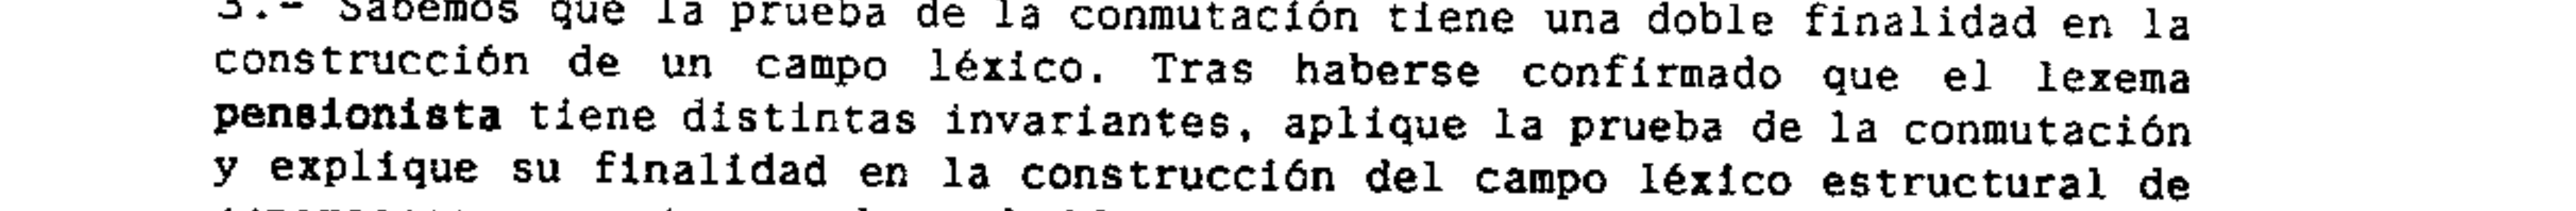 3.- Sabemos que la prueba de la conmutación tiene una doble finalidad en la
construcción de un campo léxico. Tras haberse confirmado que el lexema
pensionista tiene distintas invariantes, aplique la prueba de la conmutación
y explique su finalidad en la construcción del campo léxico estructural de